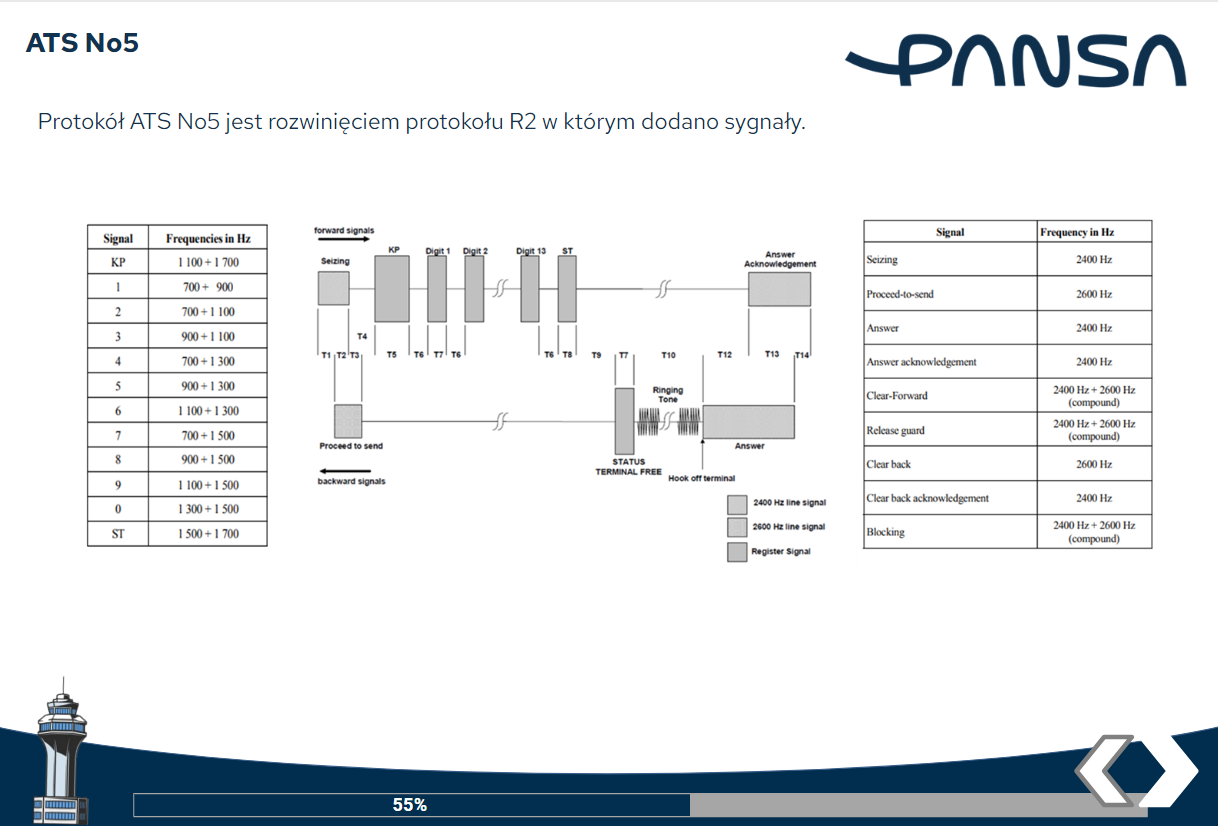 ATS No5
PANSA
Protokół ATS No5 jest rozwinięciem protokołu R2 w którym dodano sygnały.
Signal Frequencies in Hz
KP 1 100 + 1 700
1 700 + 900
2 700 + 1 100
3 900 + 1 100
4 700 + 1 300
5 900 + 1 300
6 1 100 + 1 300
7 700 + 1 500
8 900 + 1 500
9 1 100 + 1 500
0 1 300 + 1 500
ST 1 500 + 1 700
forward signals
Seizing
KP
Digit 1
Digit 2
Digit 13
ST
Answer
Acknowledgement
T4
T1 T2 T3 T5 T6 T7 T6 T6 T8 T9 T7 T10 T12 T13 T14
Ringing
Tone
Proceed to send
Answer
STATUS
TERMINAL FREE
Hook off terminal
backward signals
2400 Hz line signal
2600 Hz line signal
Register Signal
Signal Frequency in Hz
Seizing 2400 Hz
Proceed-to-send 2600 Hz
Answer 2400 Hz
Answer acknowledgement 2400 Hz
Clear-Forward 2400 Hz + 2600 Hz
(compound)
Release guard 2400 Hz + 2600 Hz
(compound)
Clear back 2600 Hz
Clear back acknowledgement 2400 Hz
Blocking 2400 Hz + 2600 Hz
(compound)
55%